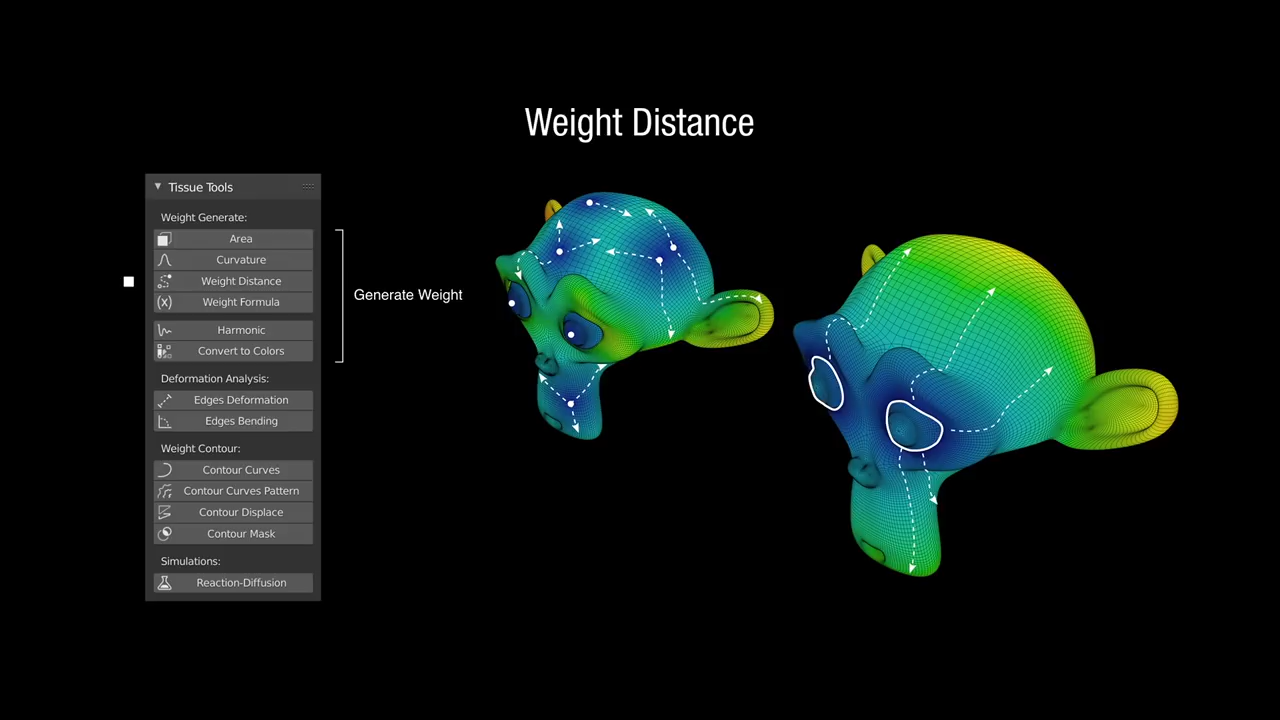 Weight Distance
Tissue Tools
Weight Generate:
Area
Curvature
Weight Distance
(x) Weight Formula
Harmonic
Convert to Colors
Generate Weight
Deformation Analysis:
Edges Deformation
Edges Bending
Weight Contour:
Contour Curves
Contour Curves Pattern
Contour Displace
Contour Mask
Simulations:
Reaction-Diffusion